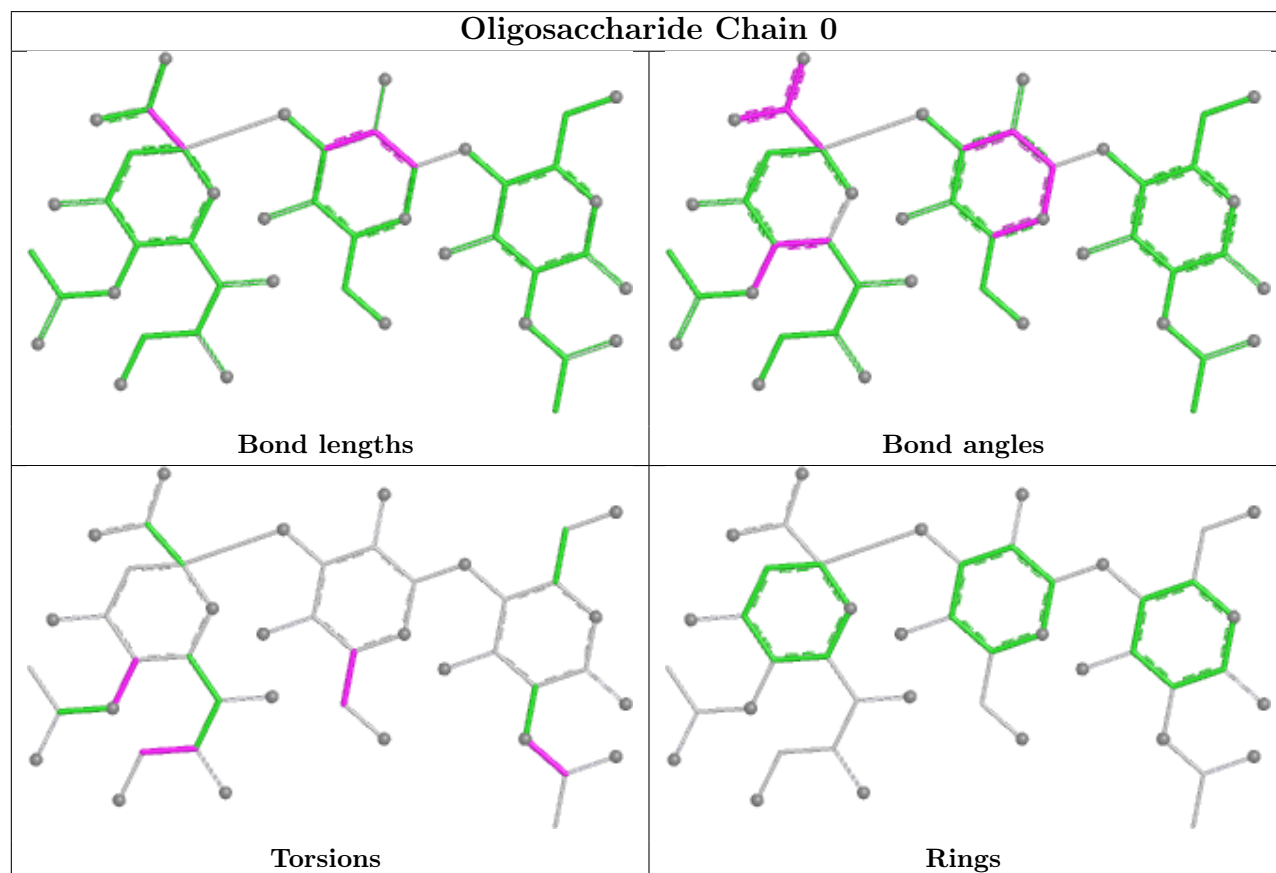 Oligosaccharide Chain 0
Bond lengths
Bond angles
Torsions
Rings